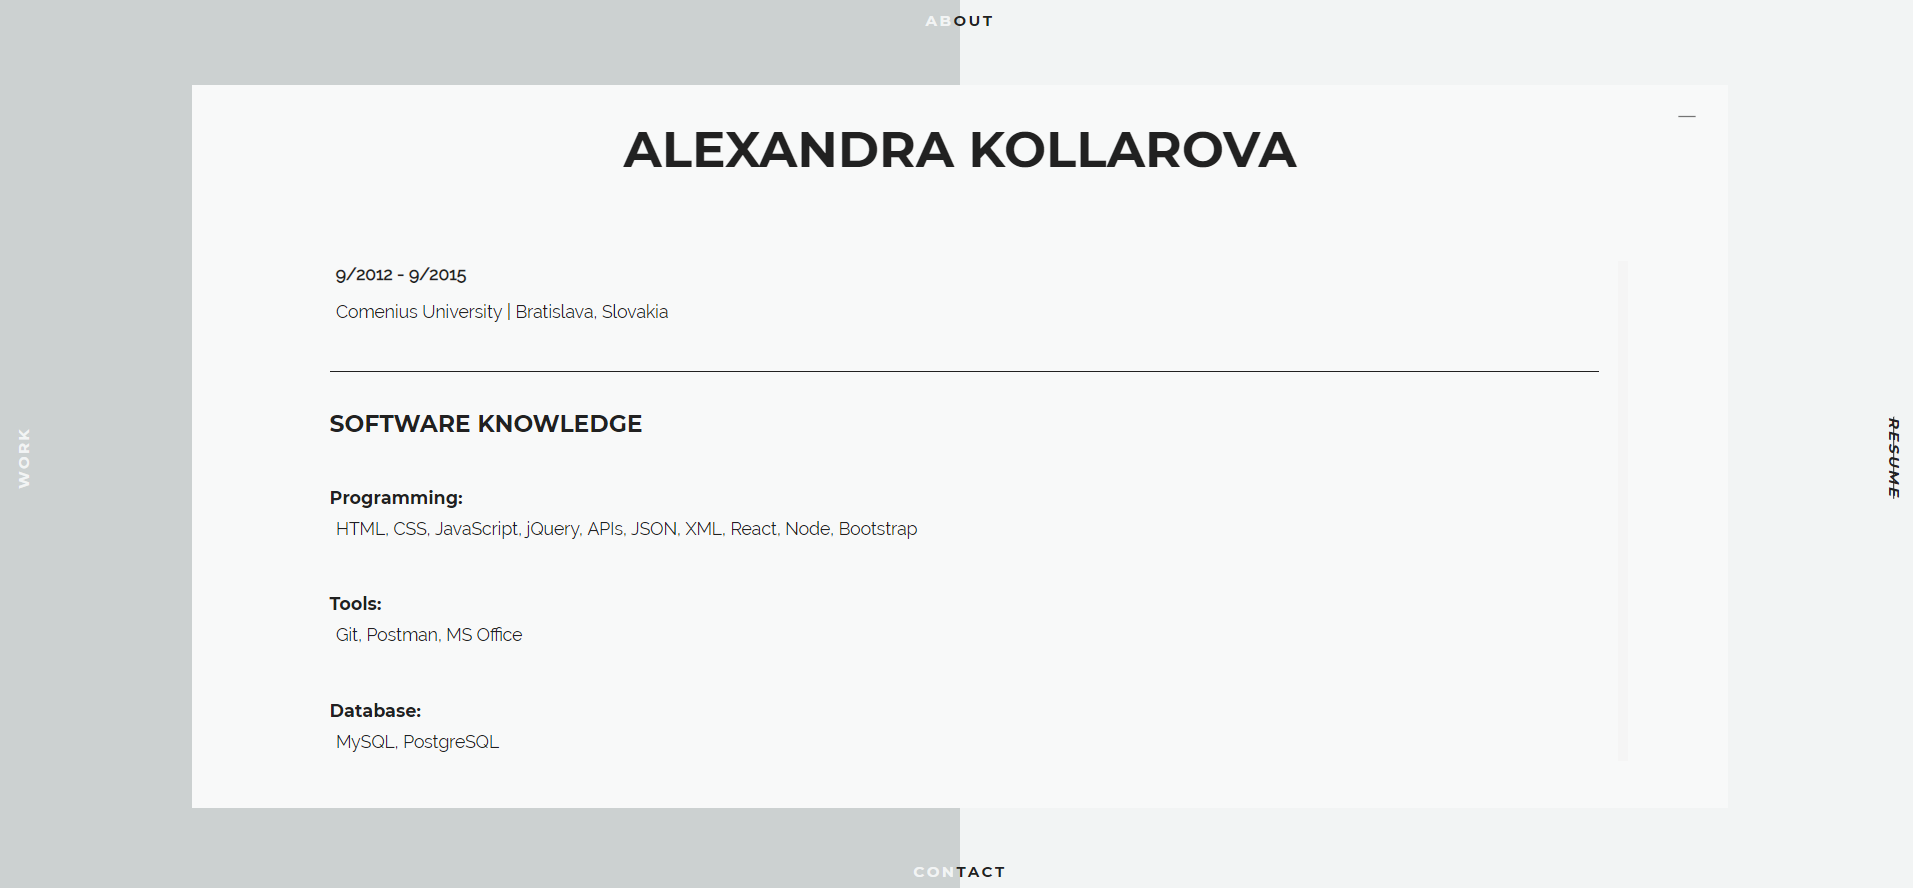 ABOUT
ALEXANDRA KOLLAROVA
9/2012 - 9/2015
Comenius University | Bratislava, Slovakia
SOFTWARE KNOWLEDGE
Programming:
HTML, CSS, JavaScript, jQuery, APIs, JSON, XML, React, Node, Bootstrap
Tools:
Git, Postman, MS Office
Database:
MySQL, PostgreSQL
WORK
RESUME
CONTACT